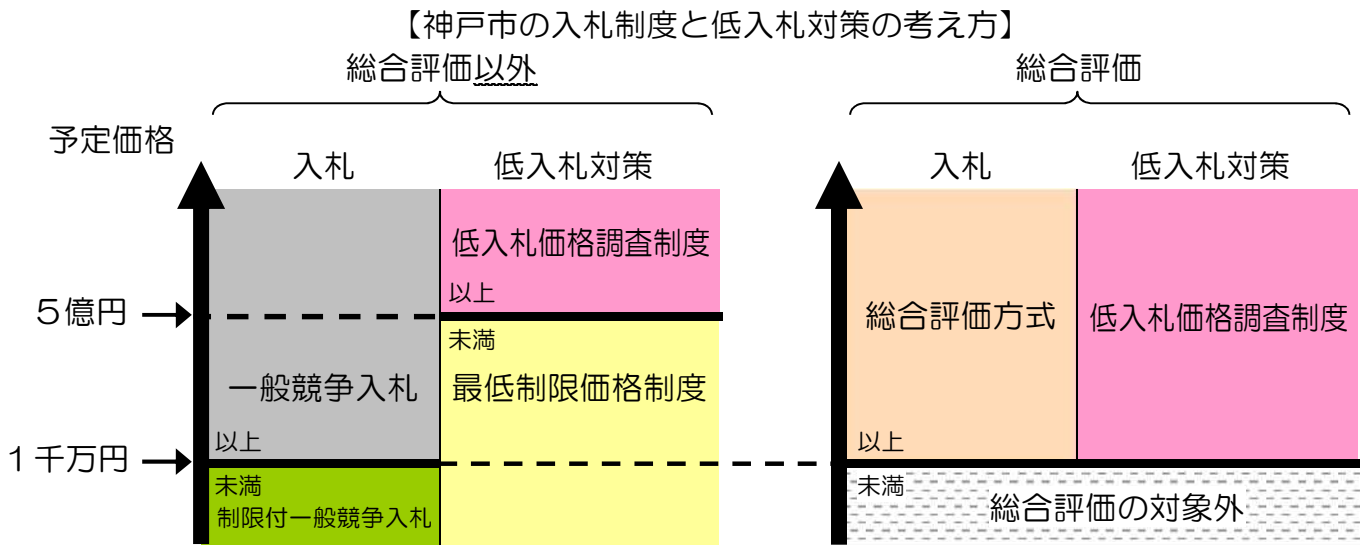 【神戸市の入札制度と低入札対策の考え方】
総合評価以外
総合評価
予定価格
入札
低入札対策
入札
低入札対策
低入札価格調査制度
以上
５億円
未満
総合評価方式
低入札価格調査制度
一般競争入札
最低制限価格制度
以上
以上
１千万円
未満
制限付一般競争入札
未満
総合評価の対象外